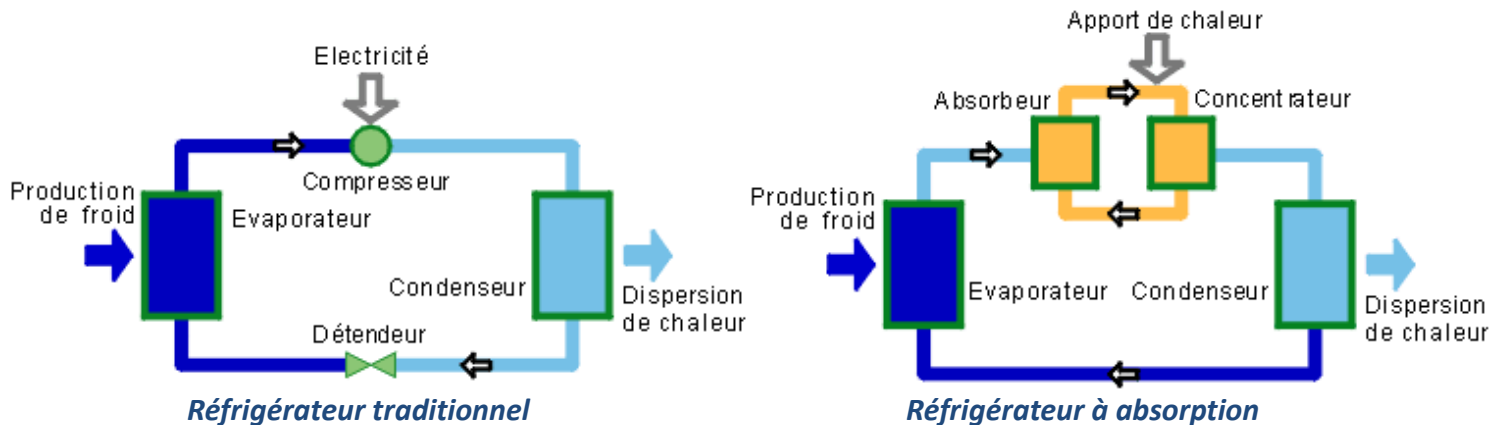 Electricité
Compresseur
Production
de froid
Evaporateur
Condenseur
Dispersion
de chaleur
Détendeur
Réfrigérateur traditionnel
Apport de chaleur
Absorbeur
Concentrateur
Production
de froid
Evaporateur
Condenseur
Dispersion
de chaleur
Réfrigérateur à absorption